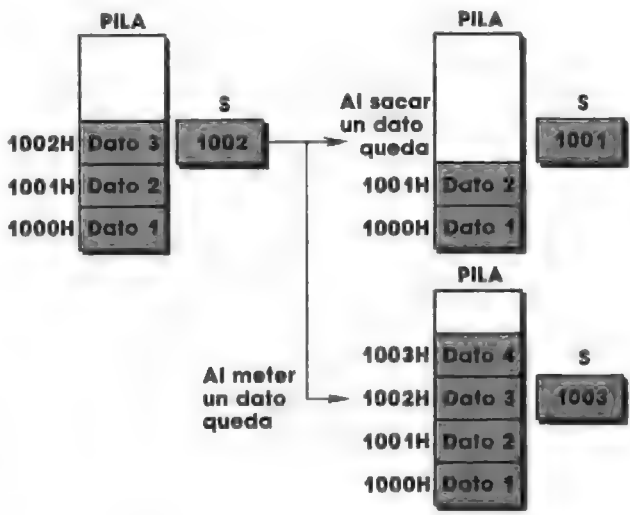 PILA
S
1002H Dato 3 1002
1001H Dato 2
1000H Dato 1
PILA
Al sacar
un dato
queda
S
1001
1001H Dato 2
1000H Dato 1
Al meter
un dato
queda
PILA
1003H Dato 4
S
1002H Dato 3 1003
1001H Dato 2
1000H Dato 1